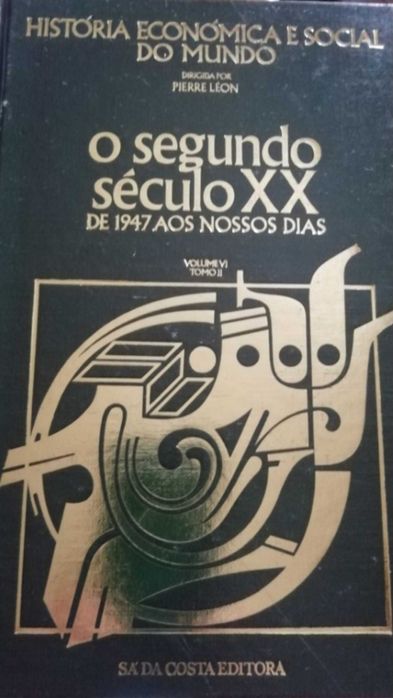 HISTÓRIA ECONÓMICA E SOCIAL
DO MUNDO
DIRIGIDA POR
PIERRE LÉON
o segundo
século XX
DE 1947 AOS NOSSOS DIAS
VOLUME VI
TOMO II
SÁ DA COSTA EDITORA